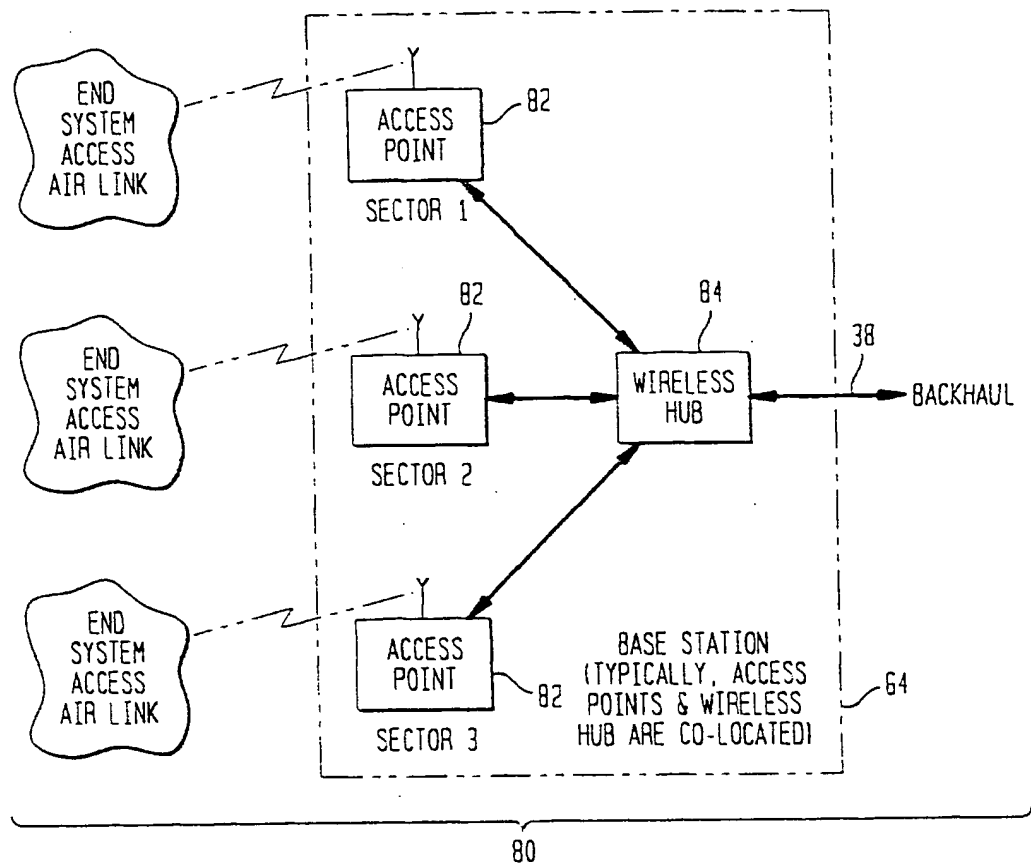 END
SYSTEM
ACCESS
AIR LINK
ACCESS
POINT
82
SECTOR 1
END
SYSTEM
ACCESS
AIR LINK
ACCESS
POINT
82
SECTOR 2
WIRELESS
HUB
84
38
BACKHAUL
END
SYSTEM
ACCESS
AIR LINK
ACCESS
POINT
82
SECTOR 3
BASE STATION
(TYPICALLY, ACCESS
POINTS & WIRELESS
HUB ARE CO-LOCATED)
64
80